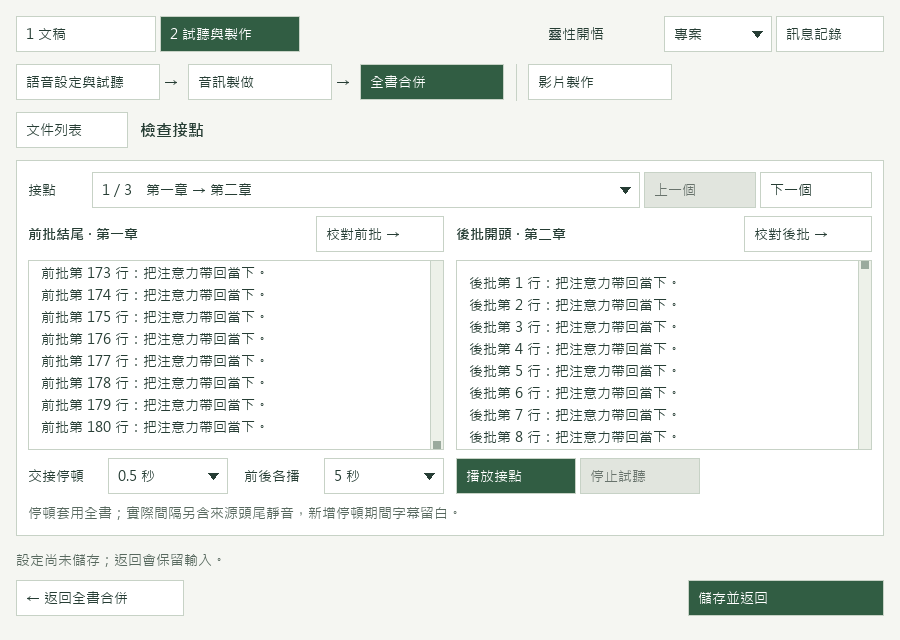 1 文稿
2 試聽與製作
靈性開悟
專案
訊息記錄
語音設定與試聽 →
音訊製做 →
全書合併
影片製作
文件列表
檢查接點
接點
1 / 3 第一章 → 第二章
上一個
下一個
前批結尾 · 第一章
校對前批 →
後批開頭 · 第二章
校對後批 →
前批第 173 行：把注意力帶回當下。
前批第 174 行：把注意力帶回當下。
前批第 175 行：把注意力帶回當下。
前批第 176 行：把注意力帶回當下。
前批第 177 行：把注意力帶回當下。
前批第 178 行：把注意力帶回當下。
前批第 179 行：把注意力帶回當下。
前批第 180 行：把注意力帶回當下。
後批第 1 行：把注意力帶回當下。
後批第 2 行：把注意力帶回當下。
後批第 3 行：把注意力帶回當下。
後批第 4 行：把注意力帶回當下。
後批第 5 行：把注意力帶回當下。
後批第 6 行：把注意力帶回當下。
後批第 7 行：把注意力帶回當下。
後批第 8 行：把注意力帶回當下。
交接停頓
0.5 秒
前後各播
5 秒
播放接點
停止試聽
停頓套用全書；實際間隔另含來源頭尾靜音，新增停頓期間字幕留白。
設定尚未儲存；返回會保留輸入。
← 返回全書合併
儲存並返回